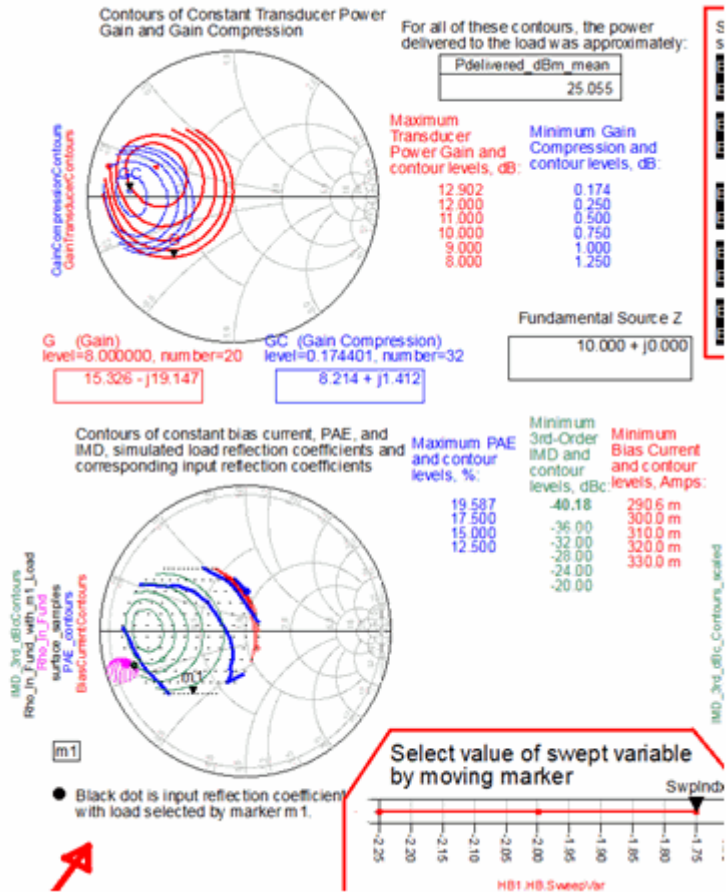 Contours of Constant Transducer Power
Gain and Gain Compression
For all of these contours, the power
delivered to the load was approximately:
Pdelivered_dBm_mean
25.055
Maximum
Transducer
Power Gain and
contour levels, dB:
12.902
12.000
11.000
10.000
9.000
8.000
Minimum Gain
Compression and
contour levels, dB:
0.174
0.250
0.500
0.750
1.000
1.250
GainCompressionContours
GainTransducerContours
GC
G
Fundamental Source Z
10.000 + j0.000
G (Gain)
level=8.000000, number=20
15.326 - j19.147
GC (Gain Compression)
level=0.174401, number=32
8.214 + j1.412
Contours of constant bias current, PAE, and
IMD, simulated load reflection coefficients and
corresponding input reflection coefficients
Maximum PAE
and contour
levels, %:
19.587
17.500
15.000
12.500
Minimum
3rd-Order
IMD and
contour
levels, dBc:
-40.18
-36.00
-32.00
-28.00
-24.00
-20.00
Minimum
Bias Current
and contour
levels, Amps:
290.6 m
300.0 m
310.0 m
320.0 m
330.0 m
IMD_3rd_dBcContours
Rho_In_Fund_with_m1_Load
Rho_In_Fund
surface_samples
PAE_contours
BiasCurrentContours
m1
IMD_3rd_dBc_Contours_scaled
m1
Black dot is input reflection coefficient
with load selected by marker m1.
Select value of swept variable
by moving marker
SwpIndx
-2.25
-2.20
-2.15
-2.10
-2.05
-2.00
-1.95
-1.90
-1.85
-1.80
-1.75
HB1.HB.SweepVar